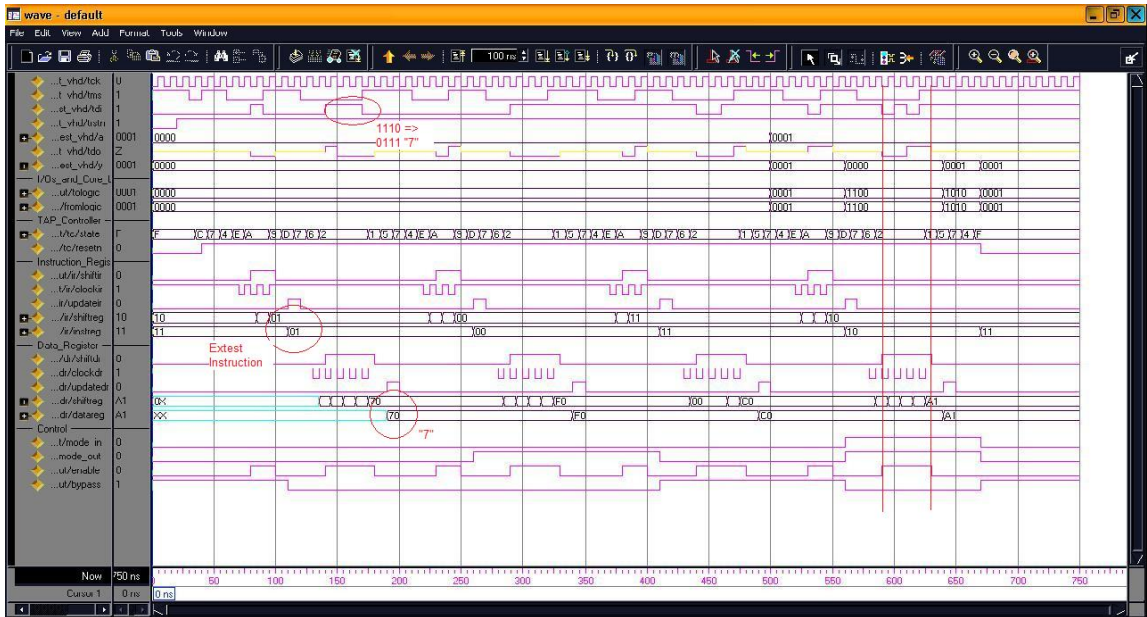 wave - default
File Edit View Add Format Tools Window
100 ns
...t_vhd/tck U
...t vhd/tms 1
...st_vhd/tdi 1
...t_vhd/trstn 1
...est_vhd/a 0001 0000 0001
...t vhd/tdo Z
...est_vhd/y 0001 0000 0001 0000 0001 0001
1110 =>
0111 "7"
I/Os_and_Core_L
...ut/tologic 0001 0000 0001 1100 1010 0001
.../fromlogic 0001 0000 0001 1100 1010 0001
TAP_Controller
...t/tc/state F F C 7 4 E A 9 D 7 6 2 1 5 7 4 E A 9 D 7 6 2 1 5 7 4 E A 9 D 7 6 2 1 5 7 4 E A 9 D 7 6 2 1 5 7 4 F
.../tc/resetn 0
Instruction_Regis
...ut/ir/shiftir 0
...t/ir/clockir 1
...ir/updateir 0
.../ir/shiftreg 10 10 01 00 11 10
/ir/instreg 11 11 01 00 11 10 11
Extest
Instruction
Data_Register
.../dr/shiftdr 0
...dr/clockdr 1
...dr/updatedr 0
...dr/shiftreg A1 0X 70 F0 00 C0 A1
...dr/datareg A1 XX 70 F0 C0 A1
"7"
Control
...t/mode_in 0
...mode_out 0
...ut/enable 0
...ut/bypass 1
Now 750 ns
50 100 150 200 250 300 350 400 450 500 550 600 650 700 750
Cursor 1 0 ns 0 ns